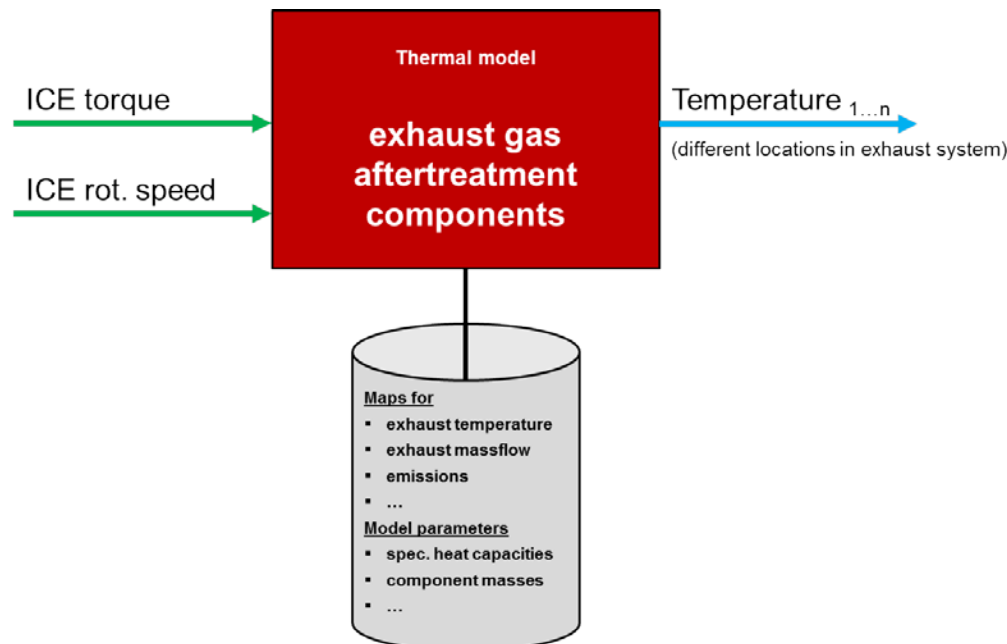 Thermal model
exhaust gas
aftertreatment
components
ICE torque
ICE rot. speed
Temperature 1…n
(different locations in exhaust system)
Maps for
▪ exhaust temperature
▪ exhaust massflow
▪ emissions
▪ …
Model parameters
▪ spec. heat capacities
▪ component masses
▪ …